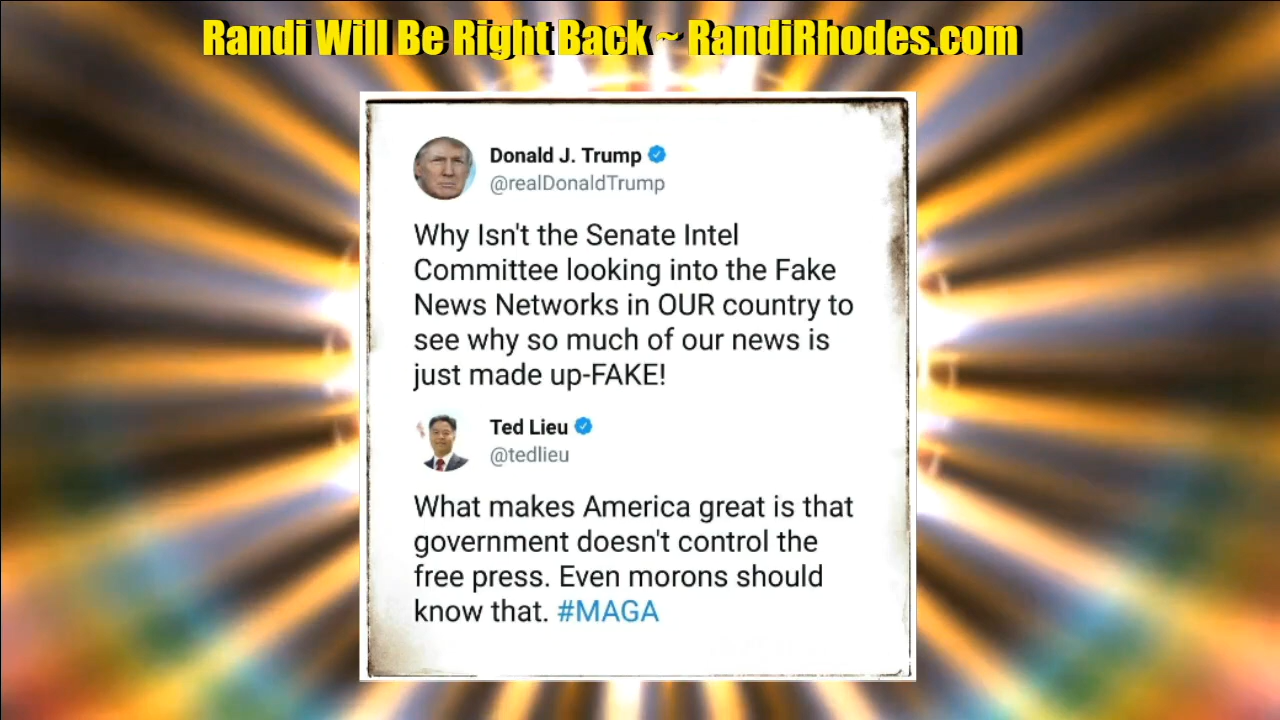 Randi Will Be Right Back ~ RandiRhodes.com
Donald J. Trump
@realDonaldTrump
Why Isn't the Senate Intel
Committee looking into the Fake
News Networks in OUR country to
see why so much of our news is
just made up-FAKE!
Ted Lieu
@tedlieu
What makes America great is that
government doesn't control the
free press. Even morons should
know that. #MAGA